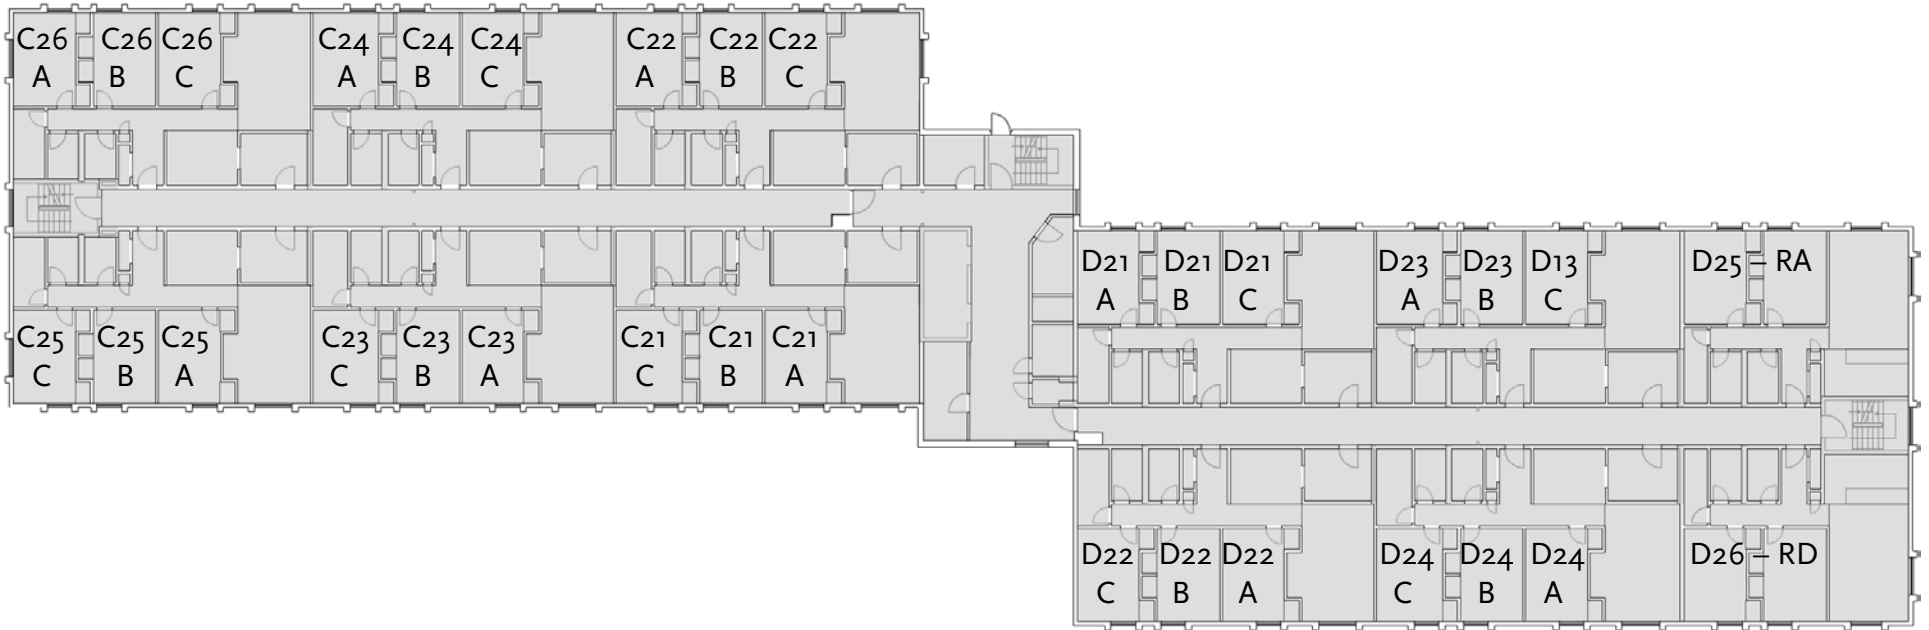 C26 C26 C26 C24 C24 C24 C22 C22 C22
A B C A B C A B C
D21 D21 D21 D23 D23 D13 D25 – RA
A B C A B C
C25 C25 C25 C23 C23 C23 C21 C21 C21
C B A C B A C B A
D22 D22 D22 D24 D24 D24 D26 – RD
C B A C B A